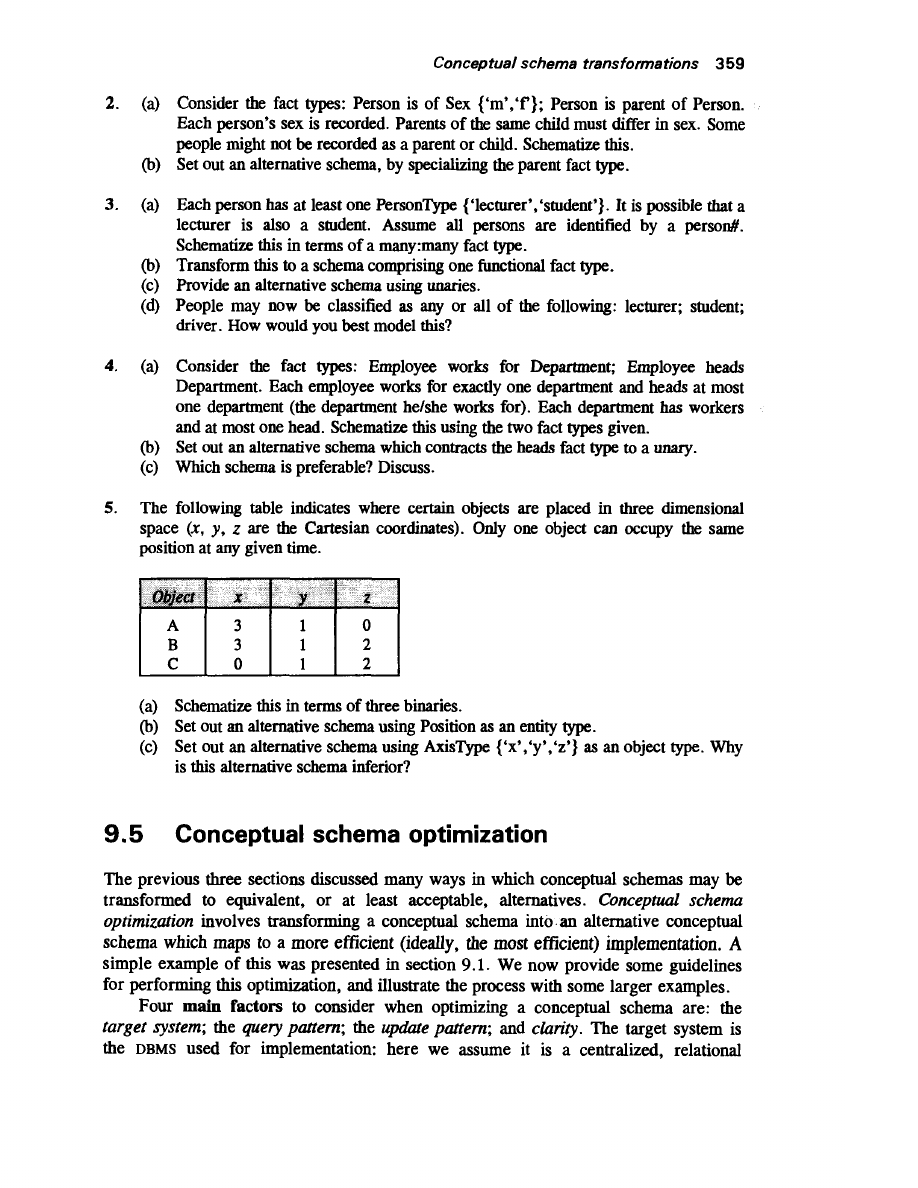 Conceptual schema transformations 359
2. (a) Consider the fact types: Person is of Sex {‘m’,‘f’}; Person is parent of Person.
Each person’s sex is recorded. Parents of the same child must differ in sex. Some
people might not be recorded as a parent or child. Schematize this.
(b) Set out an alternative schema, by specializing the parent fact type.
3. (a) Each person has at least one PersonType {‘lecturer’,‘student’}. It is possible that a
lecturer is also a student. Assume all persons are identified by a person#.
Schematize this in terms of a many:many fact type.
(b) Transform this to a schema comprising one functional fact type.
(c) Provide an alternative schema using unaries.
(d) People may now be classified as any or all of the following: lecturer; student;
driver. How would you best model this?
4. (a) Consider the fact types: Employee works for Department; Employee heads
Department. Each employee works for exactly one department and heads at most
one department (the department he/she works for). Each department has workers
and at most one head. Schematize this using the two fact types given.
(b) Set out an alternative schema which contracts the heads fact type to a unary.
(c) Which schema is preferable? Discuss.
5. The following table indicates where certain objects are placed in three dimensional
space (x, y, z are the Cartesian coordinates). Only one object can occupy the same
position at any given time.
Object x y z
A 3 1 0
B 3 1 2
C 0 1 2
(a) Schematize this in terms of three binaries.
(b) Set out an alternative schema using Position as an entity type.
(c) Set out an alternative schema using AxisType {‘x’,‘y’,‘z’} as an object type. Why
is this alternative schema inferior?
9.5 Conceptual schema optimization
The previous three sections discussed many ways in which conceptual schemas may be
transformed to equivalent, or at least acceptable, alternatives. Conceptual schema
optimization involves transforming a conceptual schema into an alternative conceptual
schema which maps to a more efficient (ideally, the most efficient) implementation. A
simple example of this was presented in section 9.1. We now provide some guidelines
for performing this optimization, and illustrate the process with some larger examples.
Four main factors to consider when optimizing a conceptual schema are: the
target system; the query pattern; the update pattern; and clarity. The target system is
the DBMS used for implementation: here we assume it is a centralized, relational